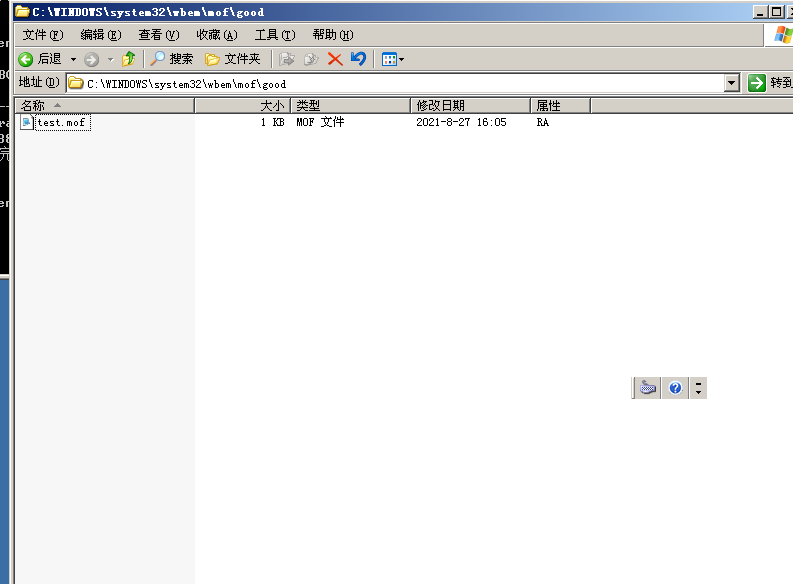 C:\WINDOWS\system32\wbem\mof\good
文件(F) 编辑(E) 查看(V) 收藏(A) 工具(T) 帮助(H)
后退 搜索 文件夹
地址(D) C:\WINDOWS\system32\wbem\mof\good 转到
名称 大小 类型 修改日期 属性
test.mof 1 KB MOF 文件 2021-8-27 16:05 RA